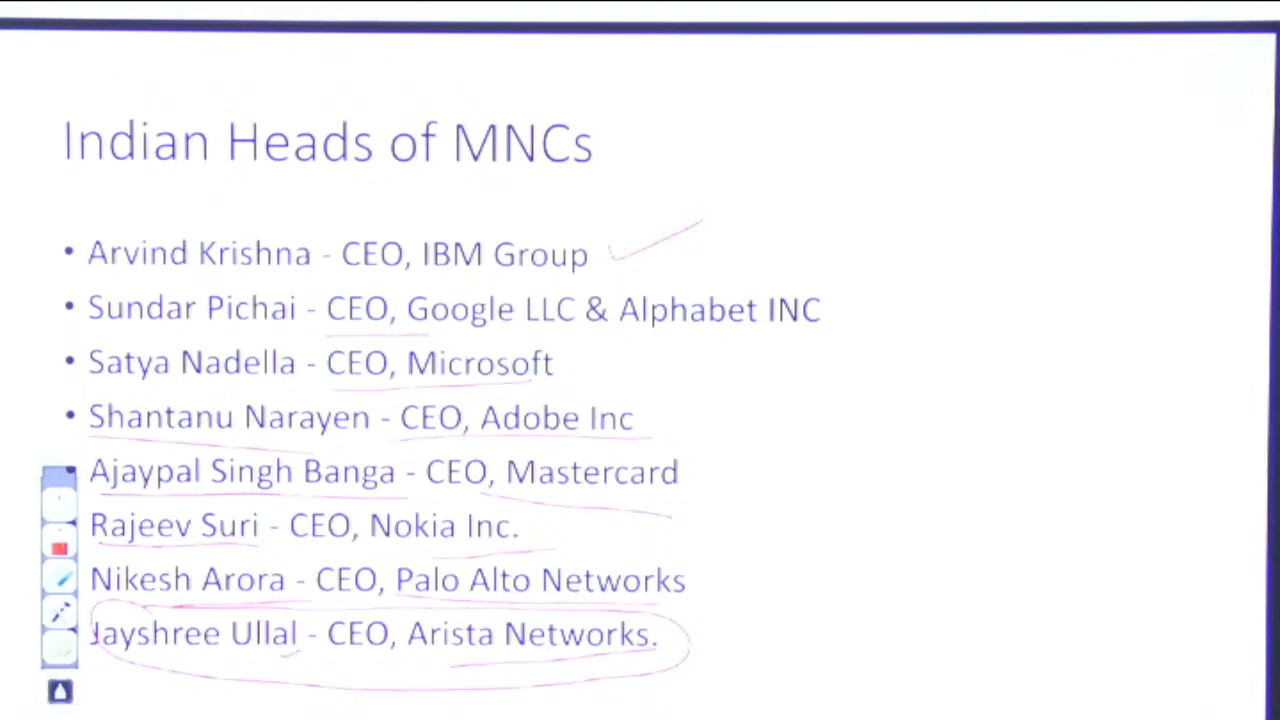 Indian Heads of MNCs
• Arvind Krishna - CEO, IBM Group
• Sundar Pichai - CEO, Google LLC & Alphabet INC
• Satya Nadella - CEO, Microsoft
• Shantanu Narayen - CEO, Adobe Inc
Ajaypal Singh Banga - CEO, Mastercard
Rajeev Suri - CEO, Nokia Inc.
Nikesh Arora - CEO, Palo Alto Networks
Jayshree Ullal - CEO, Arista Networks.